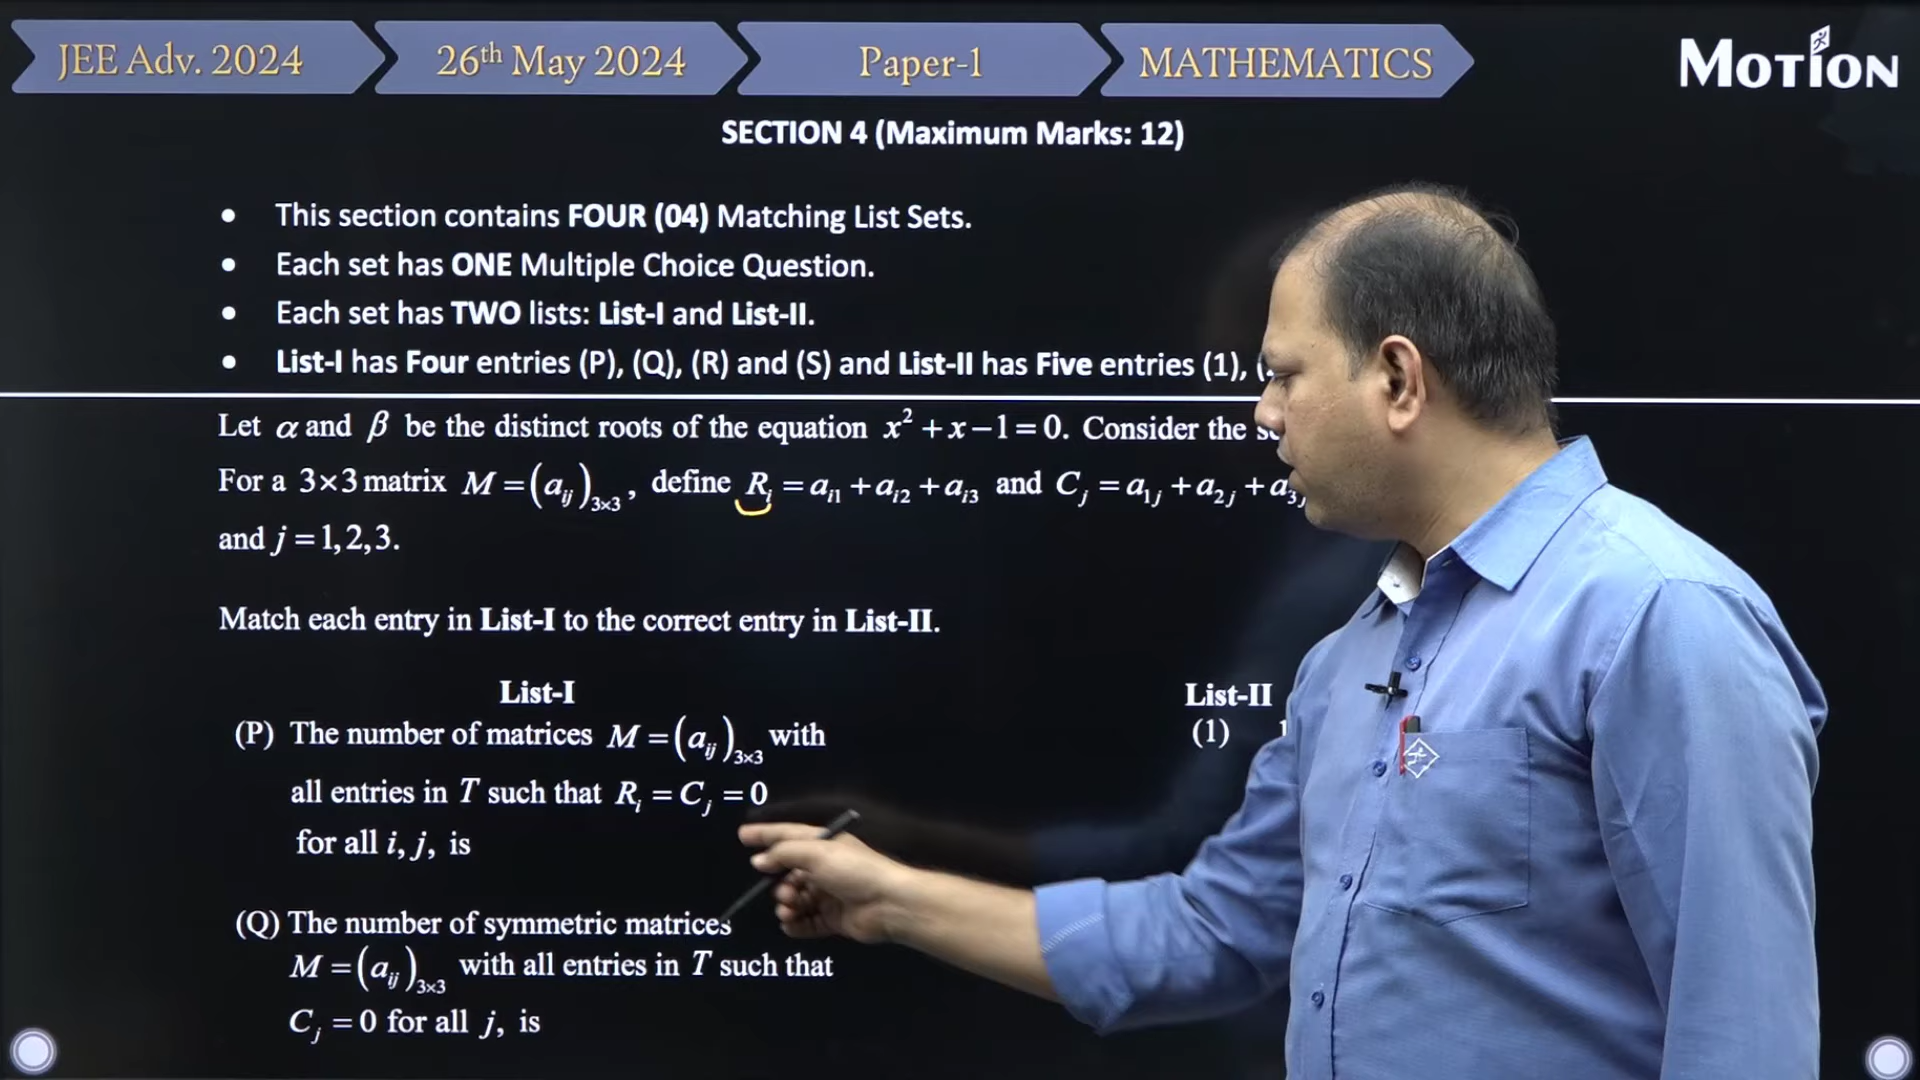 JEE Adv. 2024
26th May 2024
Paper-1
MATHEMATICS
MOTION
SECTION 4 (Maximum Marks: 12)
• This section contains FOUR (04) Matching List Sets.
• Each set has ONE Multiple Choice Question.
• Each set has TWO lists: List-I and List-II.
• List-I has Four entries (P), (Q), (R) and (S) and List-II has Five entries (1),
Let α and β be the distinct roots of the equation x² + x − 1 = 0. Consider the
For a 3×3 matrix M = (aᵢⱼ)₃ₓ₃, define Rᵢ = aᵢ₁ + aᵢ₂ + aᵢ₃ and Cⱼ = a₁ⱼ + a₂ⱼ + a₃ⱼ
and j = 1, 2, 3.
Match each entry in List-I to the correct entry in List-II.
List-I
List-II
(P) The number of matrices M = (aᵢⱼ)₃ₓ₃ with
(1)
all entries in T such that Rᵢ = Cⱼ = 0
for all i, j, is
(Q) The number of symmetric matrices
M = (aᵢⱼ)₃ₓ₃ with all entries in T such that
Cⱼ = 0 for all j, is